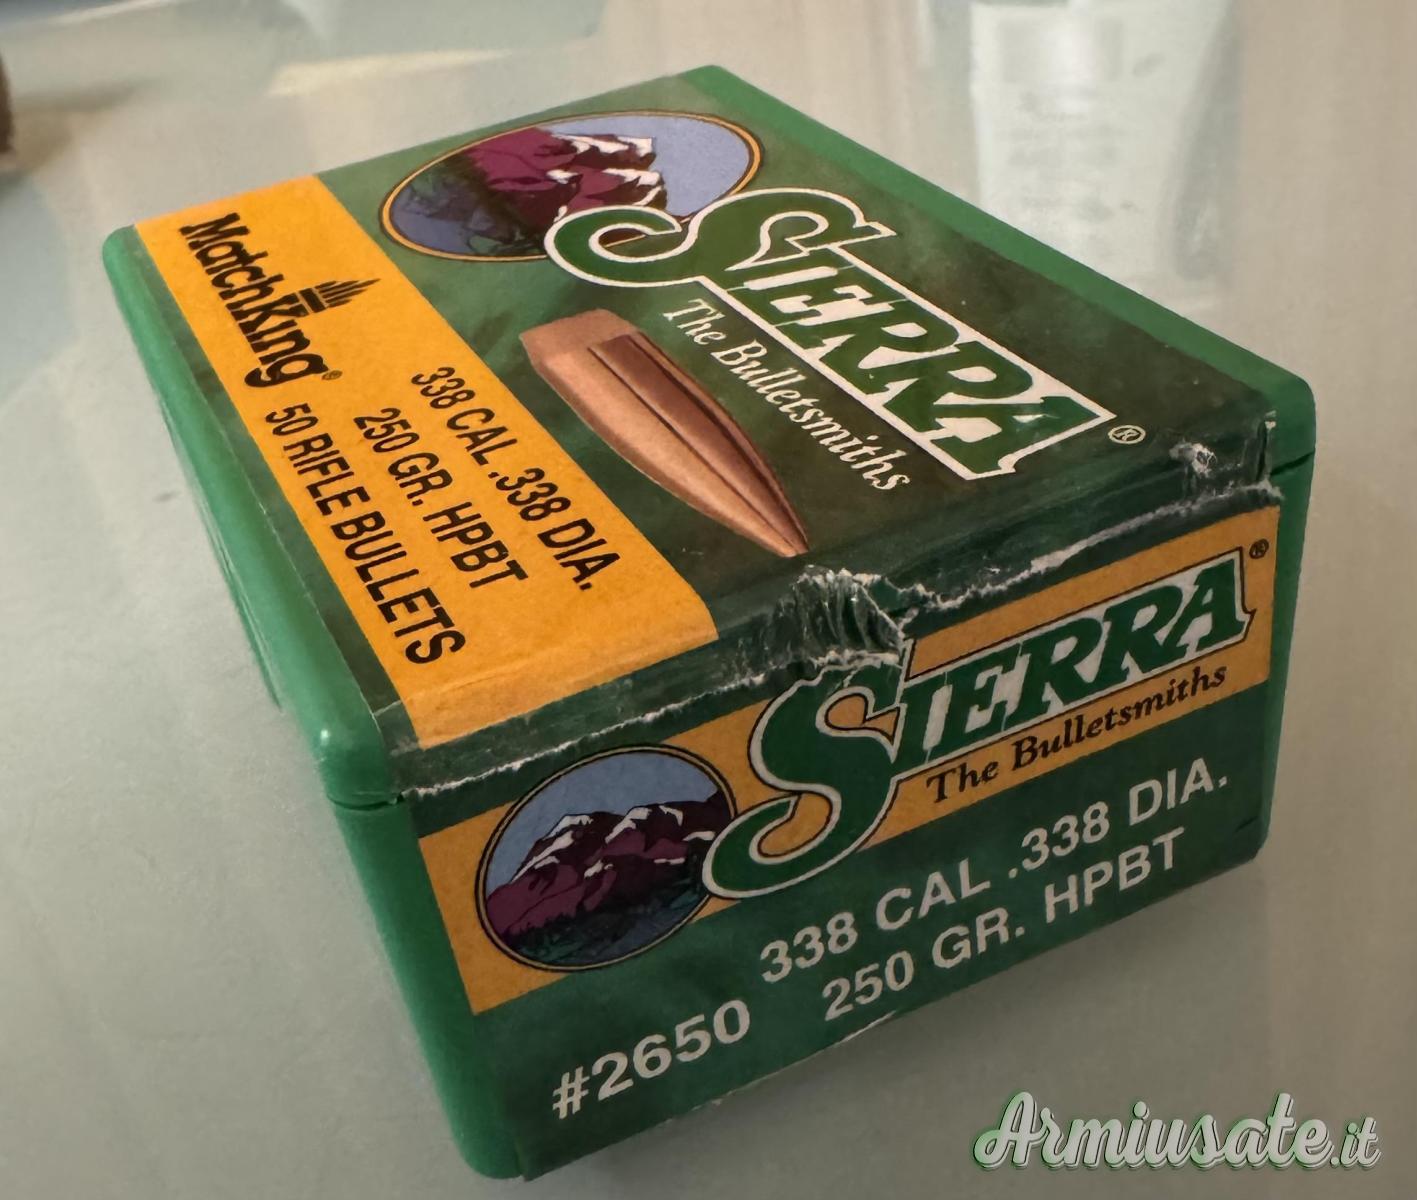 SIERRA®
The Bulletsmiths
MatchKing®
338 CAL .338 DIA.
250 GR. HPBT
50 RIFLE BULLETS
SIERRA®
The Bulletsmiths
338 CAL .338 DIA.
250 GR. HPBT
#2650
Armiusate.it